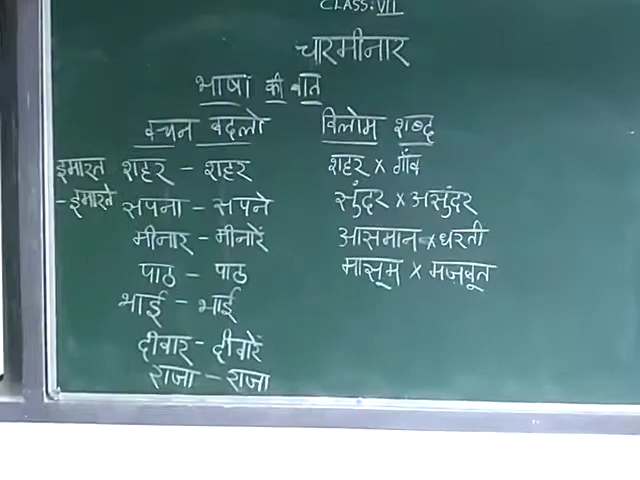 CLASS:VII
चारमीनार
भाषा की बात
वचन बदलो
इमारत
- इमारतें
शहर - शहर
सपना - सपने
मीनार - मीनारें
पाठ - पाठ
भाई - भाई
दीवार - दीवारें
राजा - राजा
विलोम शब्द
शहर x गाँव
सुंदर x असुंदर
आसमान x धरती
मासूम x मज़बूत